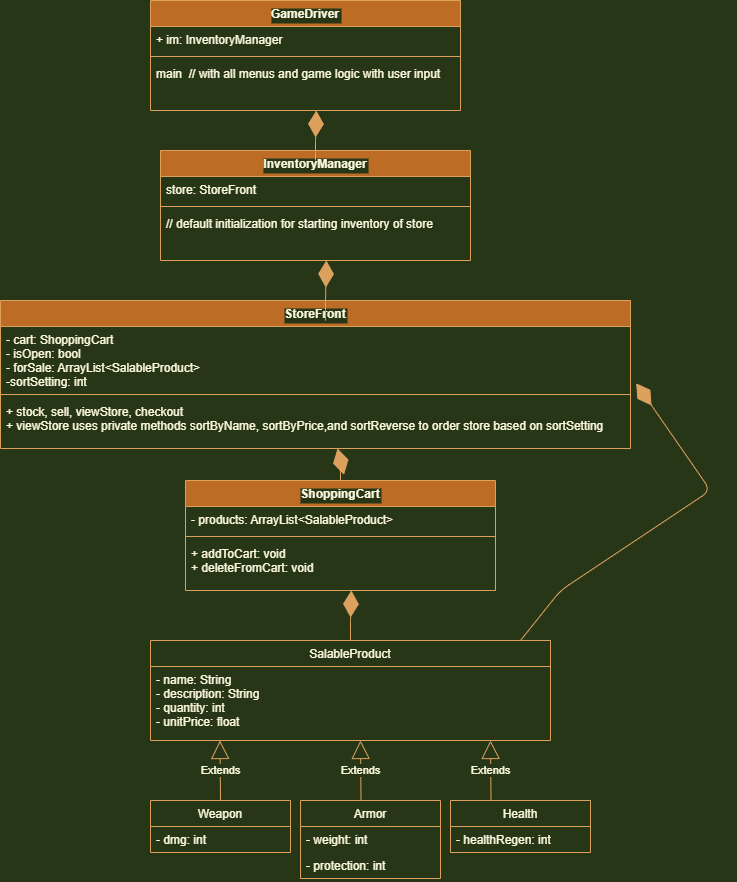 GameDriver
+ im: InventoryManager
main // with all menus and game logic with user input
InventoryManager
store: StoreFront
// default initialization for starting inventory of store
StoreFront
- cart: ShoppingCart
- isOpen: bool
- forSale: ArrayList<SalableProduct>
-sortSetting: int
+ stock, sell, viewStore, checkout
+ viewStore uses private methods sortByName, sortByPrice,and sortReverse to order store based on sortSetting
ShoppingCart
- products: ArrayList<SalableProduct>
+ addToCart: void
+ deleteFromCart: void
SalableProduct
- name: String
- description: String
- quantity: int
- unitPrice: float
Extends
Extends
Extends
Weapon
- dmg: int
Armor
- weight: int
- protection: int
Health
- healthRegen: int